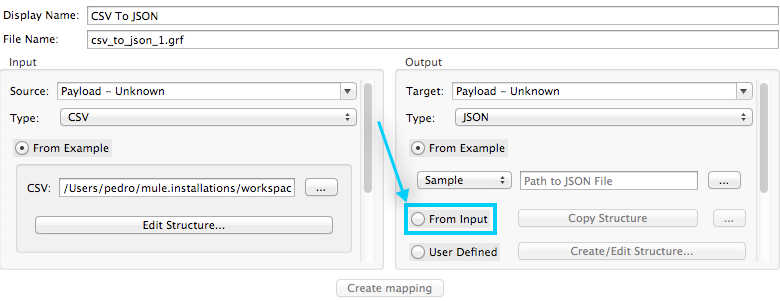 Display Name: CSV To JSON
File Name: csv_to_json_1.grf
Input
Source: Payload – Unknown
Type: CSV
From Example
CSV: /Users/pedro/mule.installations/workspac ...
Edit Structure...
Output
Target: Payload – Unknown
Type: JSON
From Example
Sample Path to JSON File ...
From Input Copy Structure ...
User Defined Create/Edit Structure...
Create mapping